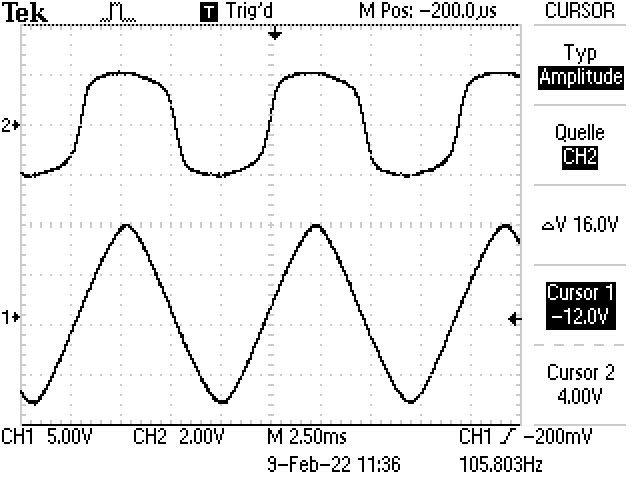 Tek T Trig'd M Pos: -200.0µs CURSOR
Typ
Amplitude
2
Quelle
CH2
△V 16.0V
Cursor 1
-12.0V
1
Cursor 2
4.00V
CH1 5.00V CH2 2.00V M 2.50ms CH1 -200mV
9-Feb-22 11:36 105.803Hz